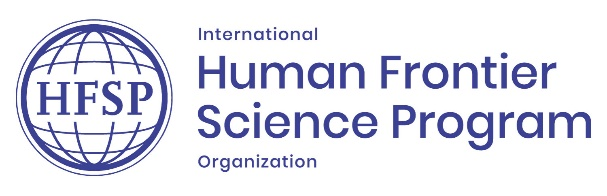 HFSP
International
Human Frontier
Science Program
Organization